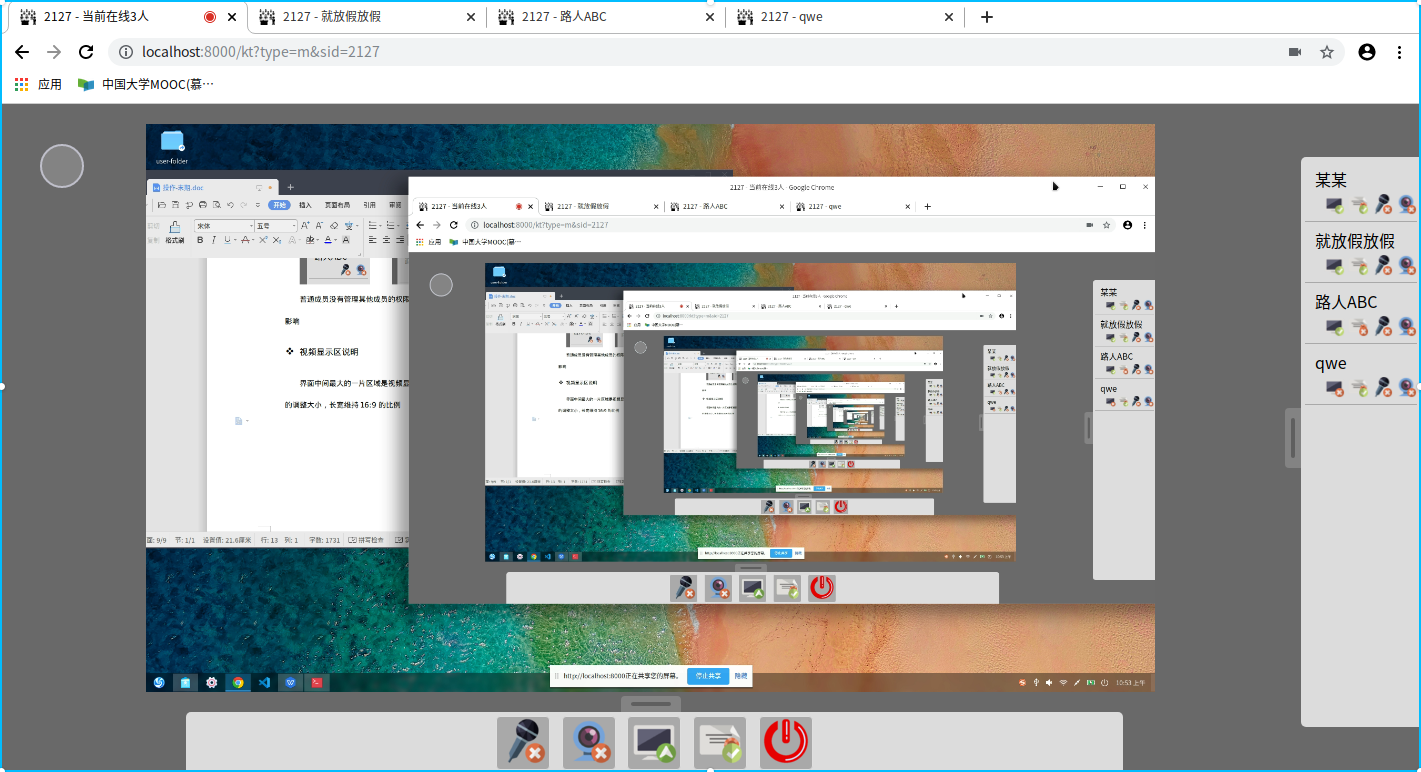 2127 - 当前在线3人
2127 - 就放假放假
2127 - 路人ABC
2127 - qwe
localhost:8000/kt?type=m&sid=2127
应用
中国大学MOOC(慕…
user-folder
操作-末期.doc
开始 插入 页面布局 引用 审阅
格式刷
宋体 五号
普通成员没有管理其他成员的权限
影响
❖ 视频显示区说明
界面中间最大的一片区域是视频显
的调整大小，长宽维持 16:9 的比例
面: 9/9 节: 1/1 设置值: 21.6厘米 行: 13 列: 1 字数: 1731 拼写检查
2127 - 当前在线3人 - Google Chrome
2127 - 当前在线3人
2127 - 就放假放假
2127 - 路人ABC
2127 - qwe
localhost:8000/kt?type=m&sid=2127
应用
中国大学MOOC(慕…
某某
就放假放假
路人ABC
qwe
http://localhost:8000正在共享您的屏幕。 停止共享 隐藏
10:53 上午
某某
就放假放假
路人ABC
qwe